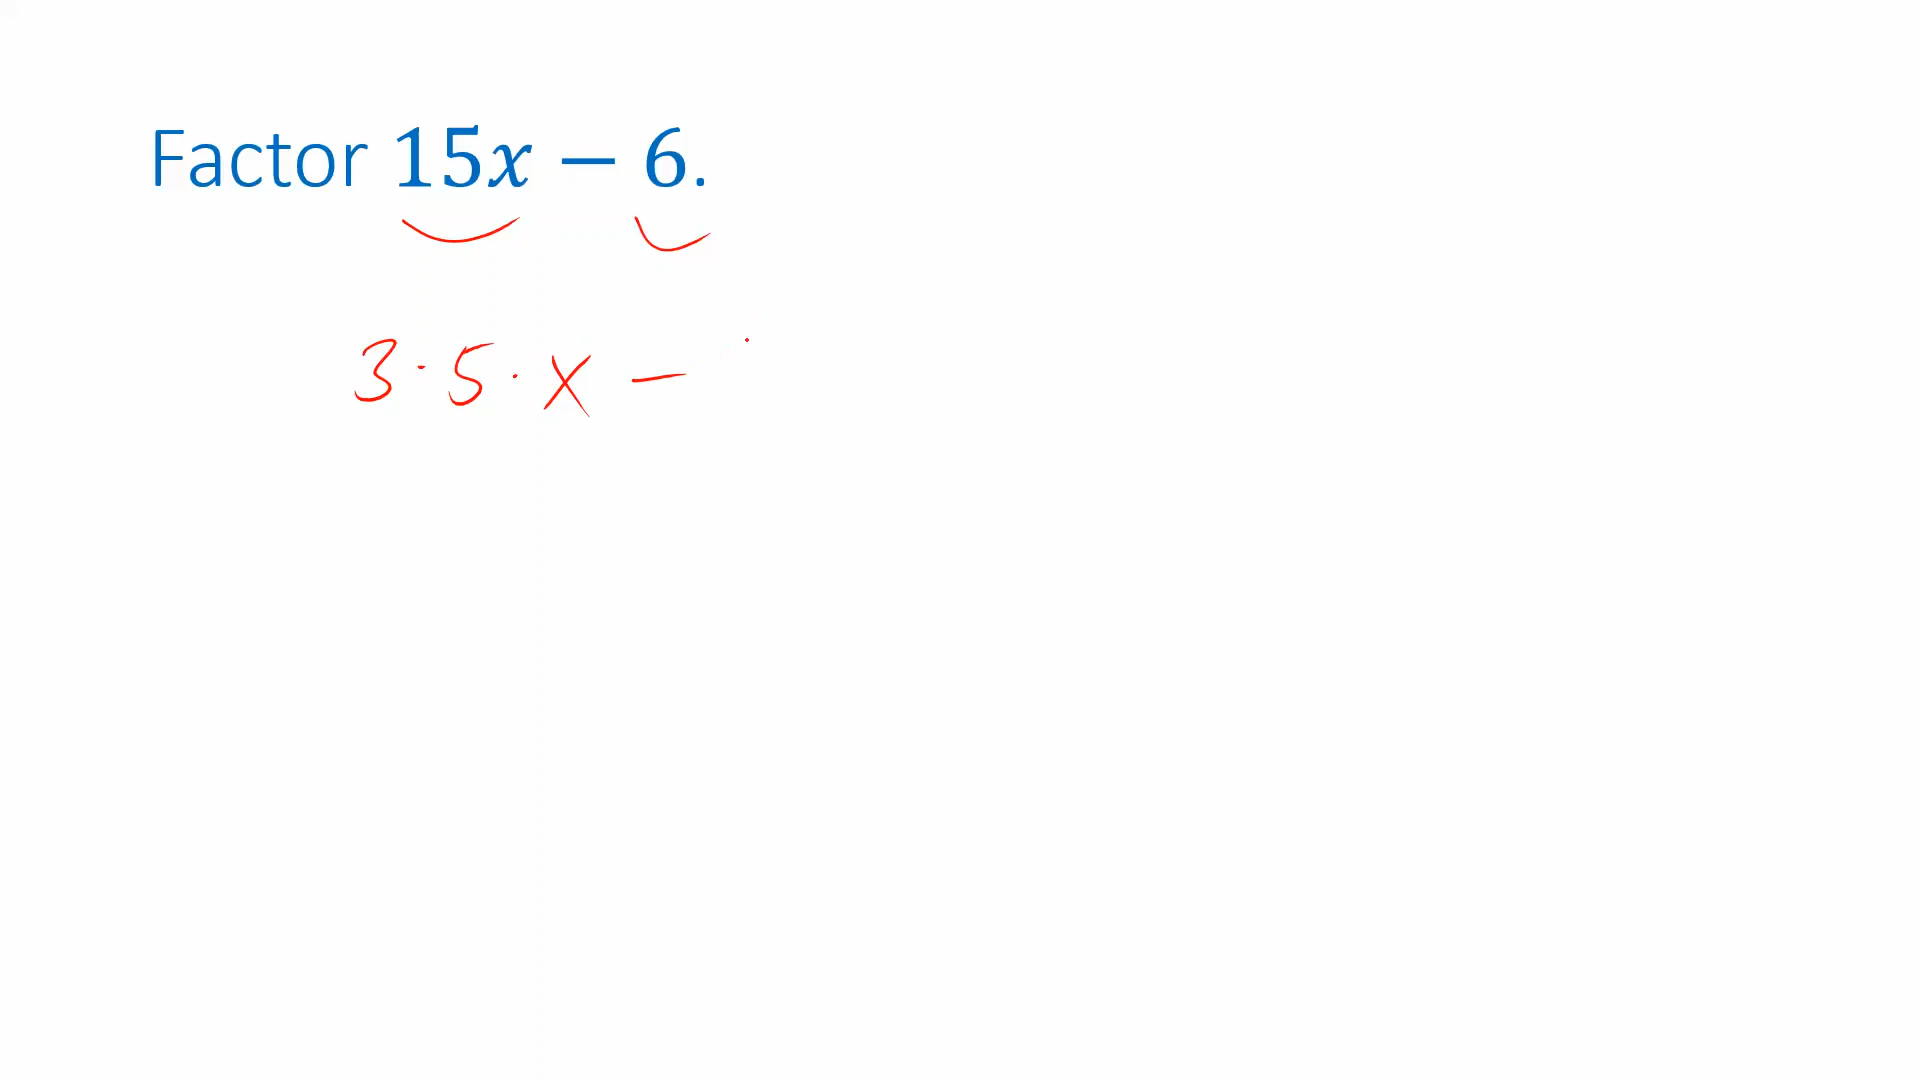 Factor 15x − 6.
3 · 5 · x −